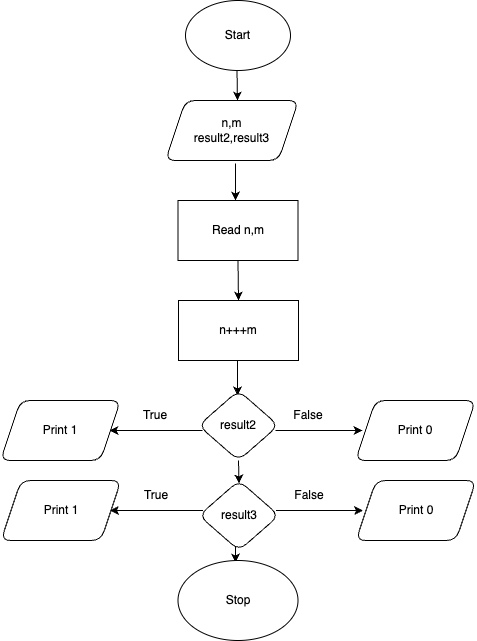 Start
n,m
result2,result3
Read n,m
n+++m
True
False
Print 1
result2
Print 0
True
False
Print 1
result3
Print 0
Stop